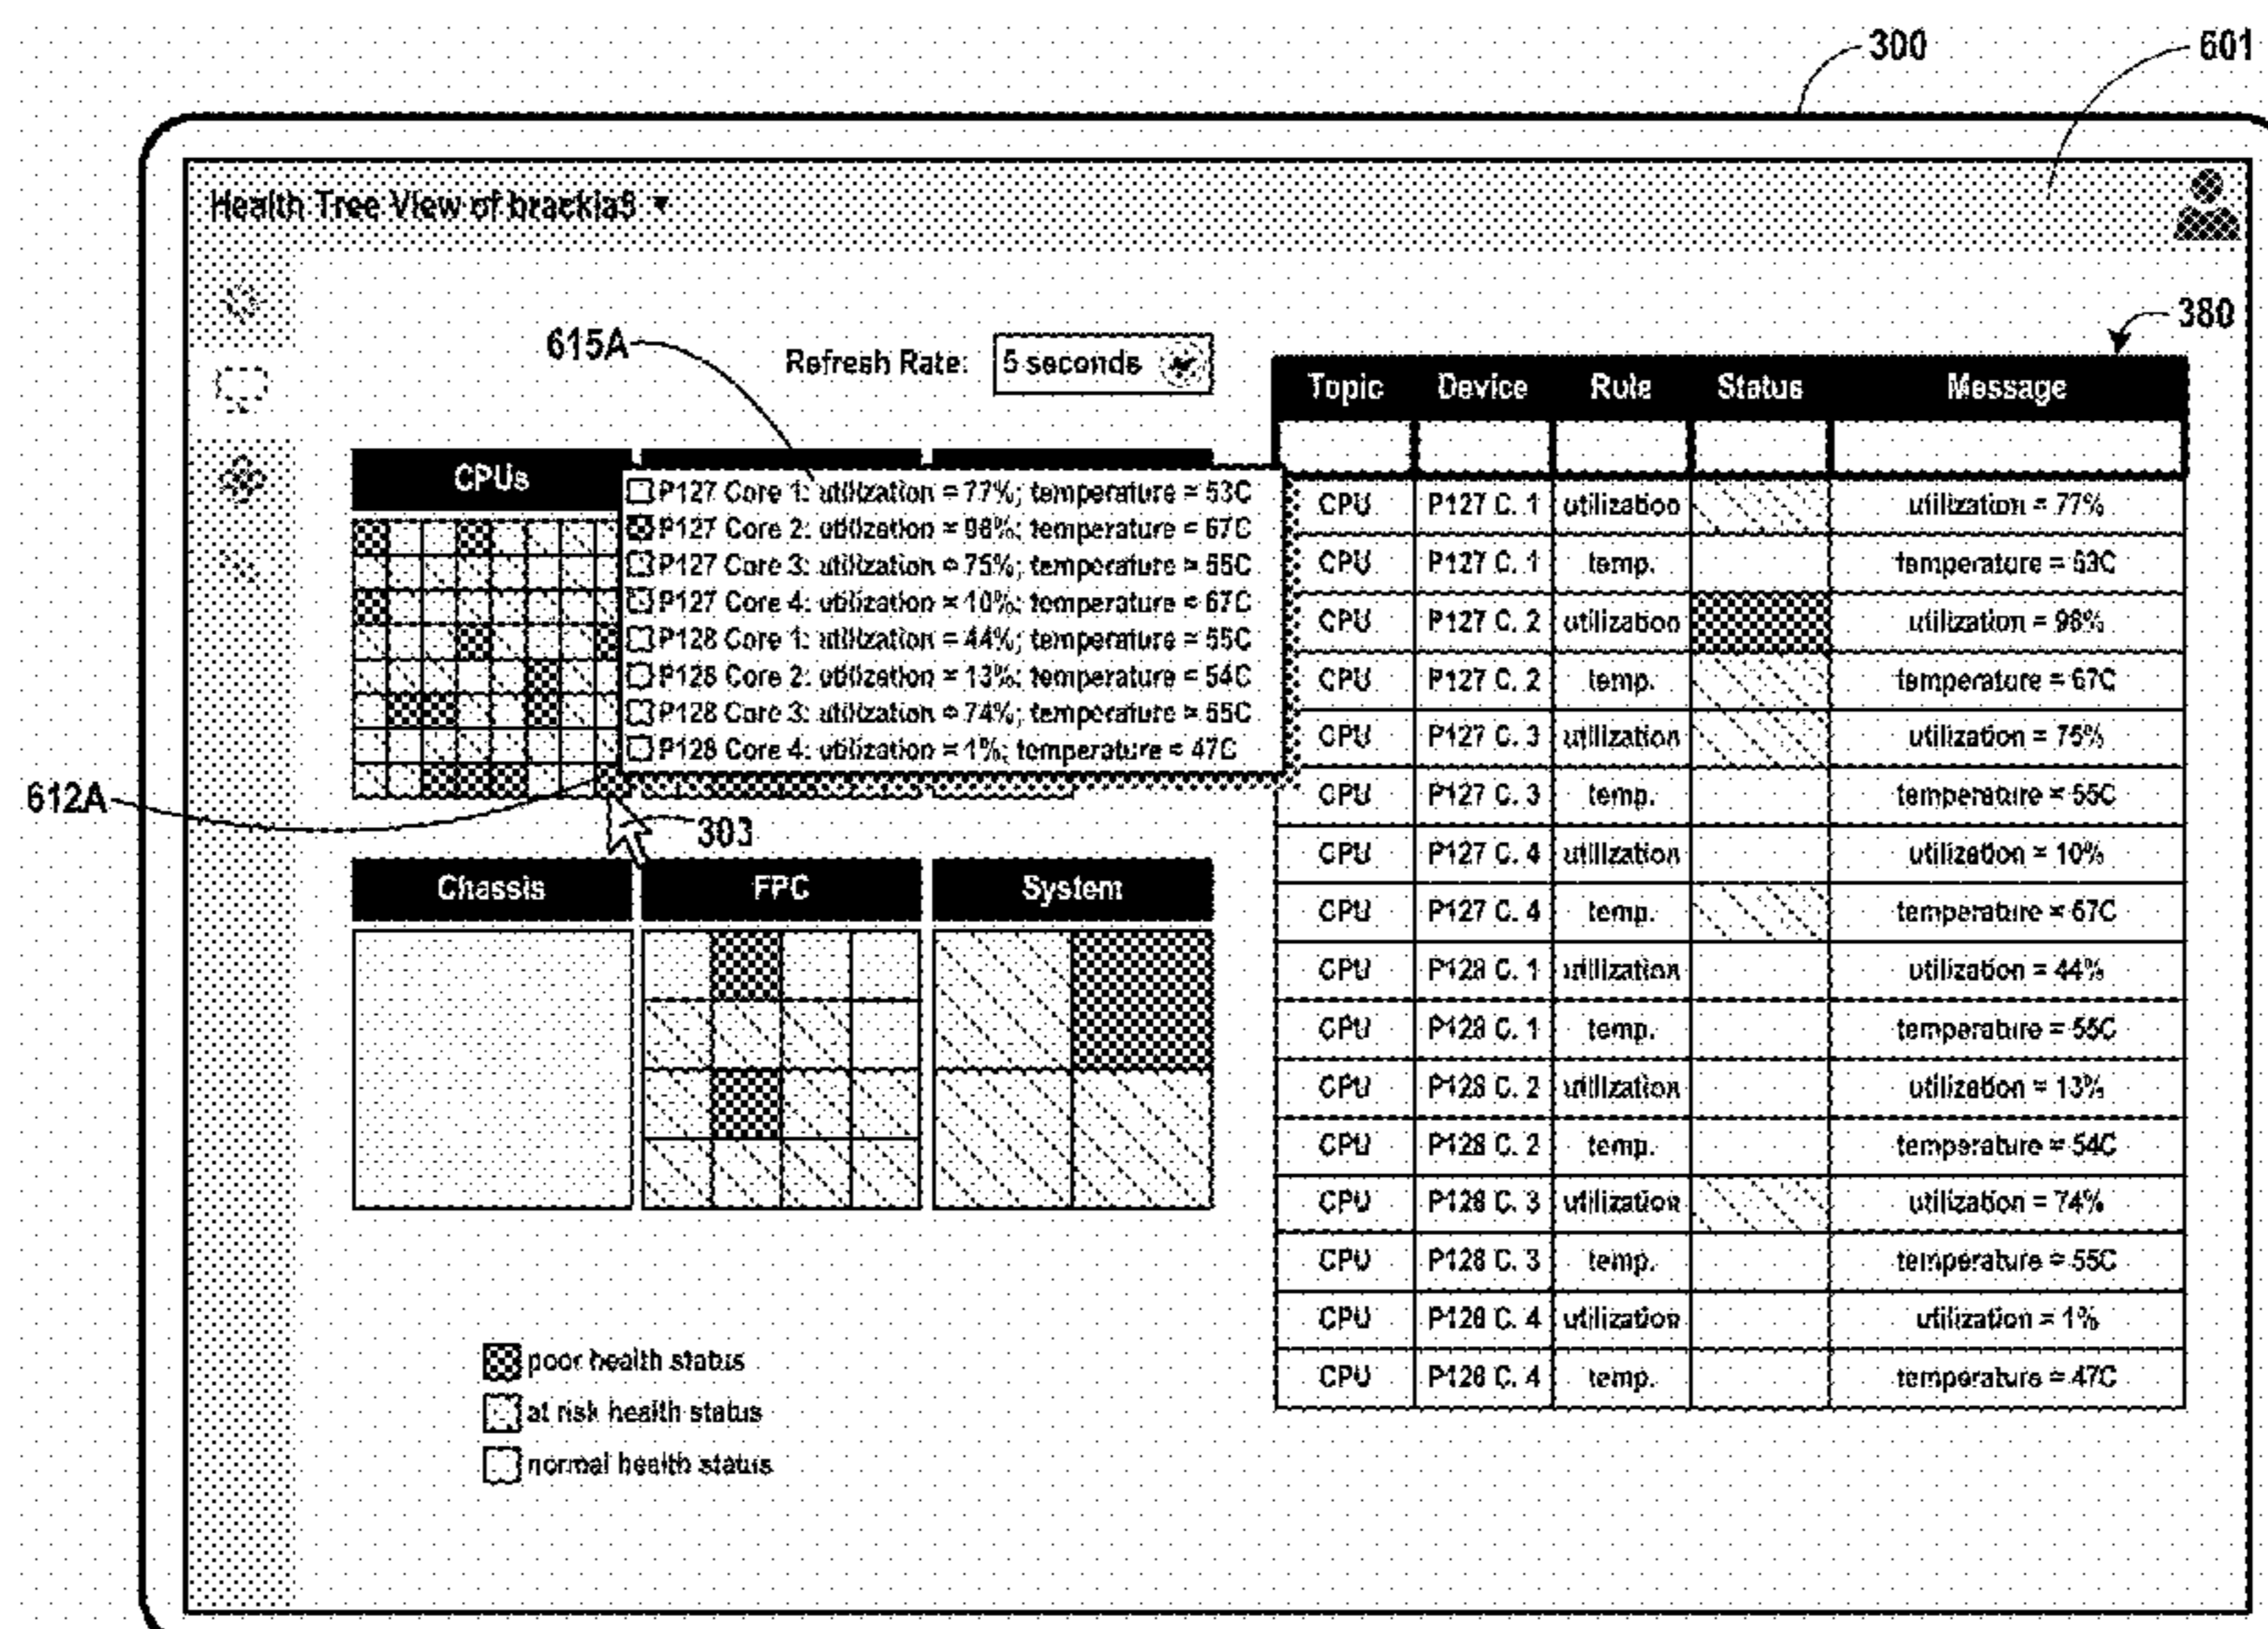 300
601
Health Tree View of brackla8 ▼
380
615A
Refresh Rate: 5 seconds
Topic Device Rule Status Message
CPUs
P127 Core 1: utilization = 77%; temperature = 53C
P127 Core 2: utilization = 98%; temperature = 67C
P127 Core 3: utilization = 75%; temperature = 55C
P127 Core 4: utilization = 10%; temperature = 67C
P128 Core 1: utilization = 44%; temperature = 55C
P128 Core 2: utilization = 13%; temperature = 54C
P128 Core 3: utilization = 74%; temperature = 55C
P128 Core 4: utilization = 1%; temperature = 47C
612A
303
Chassis FPC System
CPU P127 C. 1 utilization utilization = 77%
CPU P127 C. 1 temp. temperature = 53C
CPU P127 C. 2 utilization utilization = 98%
CPU P127 C. 2 temp. temperature = 67C
CPU P127 C. 3 utilization utilization = 75%
CPU P127 C. 3 temp. temperature = 55C
CPU P127 C. 4 utilization utilization = 10%
CPU P127 C. 4 temp. temperature = 67C
CPU P128 C. 1 utilization utilization = 44%
CPU P128 C. 1 temp. temperature = 55C
CPU P128 C. 2 utilization utilization = 13%
CPU P128 C. 2 temp. temperature = 54C
CPU P128 C. 3 utilization utilization = 74%
CPU P128 C. 3 temp. temperature = 55C
CPU P128 C. 4 utilization utilization = 1%
CPU P128 C. 4 temp. temperature = 47C
poor health status
at risk health status
normal health status